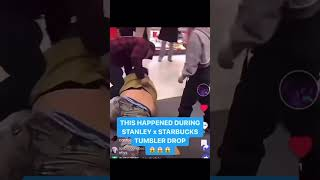 THIS HAPPENED DURING
STANLEY x STARBUCKS
TUMBLER DROP